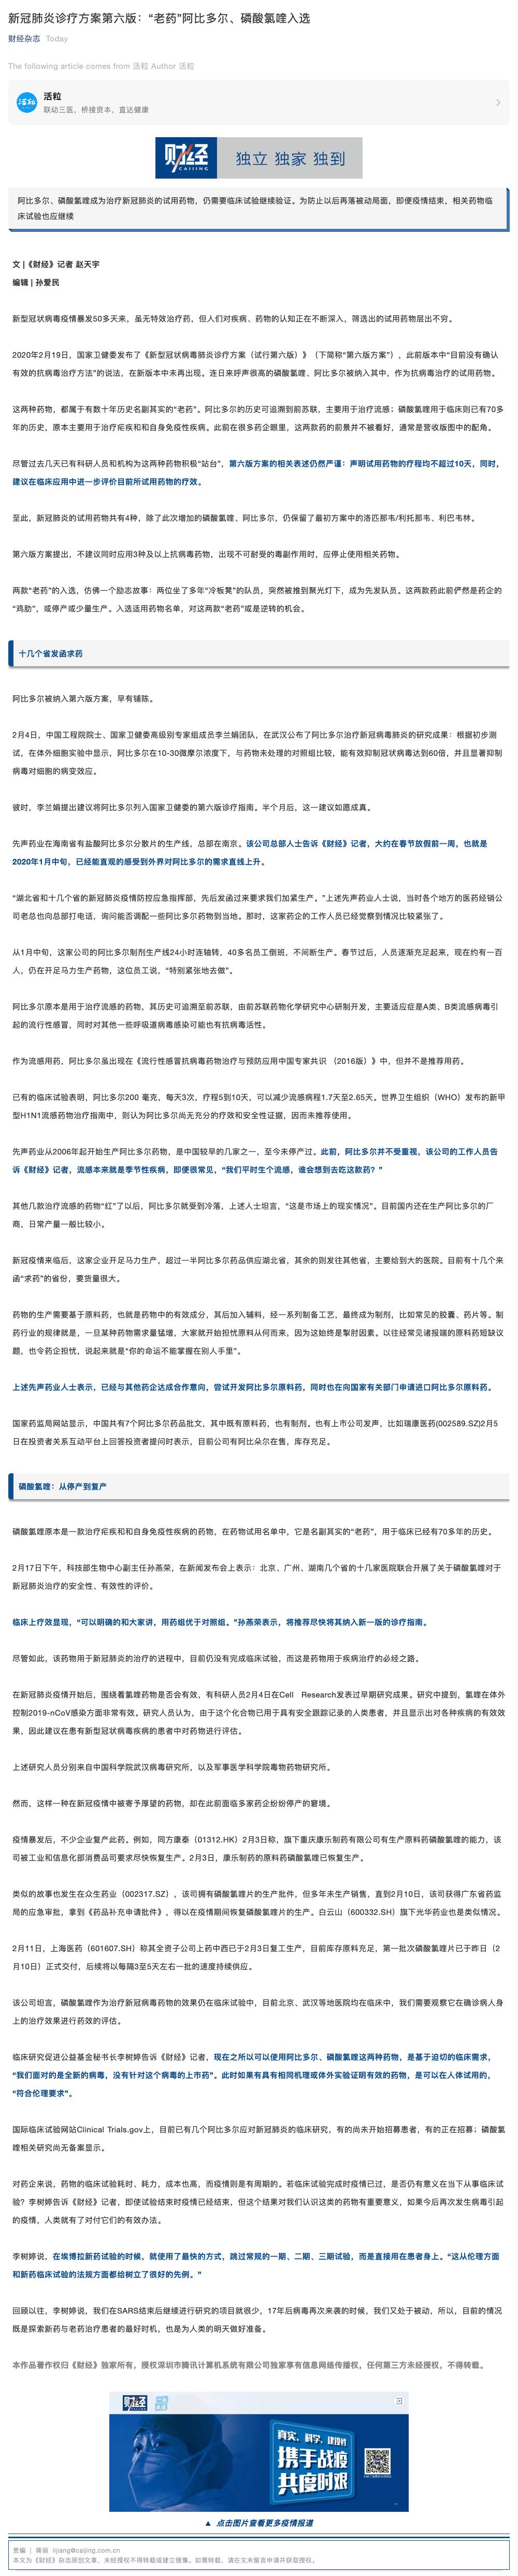 新冠肺炎诊疗方案第六版：“老药”阿比多尔、磷酸氯喹入选
财经杂志 Today
The following article comes from 活粒 Author 活粒
活粒
活粒
联动三医，桥接资本，直达健康
财经
CAIJING
独立 独家 独到
阿比多尔、磷酸氯喹成为治疗新冠肺炎的试用药物，仍需要临床试验继续验证。为防止以后再落被动局面，即便疫情结束，相关药物临
床试验也应继续
文 |《财经》记者 赵天宇
编辑 | 孙爱民
新型冠状病毒疫情暴发50多天来，虽无特效治疗药，但人们对疾病、药物的认知正在不断深入，筛选出的试用药物层出不穷。
2020年2月19日，国家卫健委发布了《新型冠状病毒肺炎诊疗方案（试行第六版）》（下简称“第六版方案”），此前版本中“目前没有确认
有效的抗病毒治疗方法”的说法，在新版本中未再出现。连日来呼声很高的磷酸氯喹、阿比多尔被纳入其中，作为抗病毒治疗的试用药物。
这两种药物，都属于有数十年历史名副其实的“老药”。阿比多尔的历史可追溯到前苏联，主要用于治疗流感；磷酸氯喹用于临床则已有70多
年的历史，原本主要用于治疗疟疾和和自身免疫性疾病。此前在很多药企眼里，这两款药的前景并不被看好，通常是营收版图中的配角。
尽管过去几天已有科研人员和机构为这两种药物积极“站台”，第六版方案的相关表述仍然严谨：声明试用药物的疗程均不超过10天，同时，
建议在临床应用中进一步评价目前所试用药物的疗效。
至此，新冠肺炎的试用药物共有4种，除了此次增加的磷酸氯喹、阿比多尔，仍保留了最初方案中的洛匹那韦/利托那韦、利巴韦林。
第六版方案提出，不建议同时应用3种及以上抗病毒药物，出现不可耐受的毒副作用时，应停止使用相关药物。
两款“老药”的入选，仿佛一个励志故事：两位坐了多年“冷板凳”的队员，突然被推到聚光灯下，成为先发队员。这两款药此前俨然是药企的
“鸡肋”，或停产或少量生产。入选适用药物名单，对这两款“老药”或是逆转的机会。
十几个省发函求药
阿比多尔被纳入第六版方案，早有铺陈。
2月4日，中国工程院院士、国家卫健委高级别专家组成员李兰娟团队，在武汉公布了阿比多尔治疗新冠病毒肺炎的研究成果：根据初步测
试，在体外细胞实验中显示，阿比多尔在10-30微摩尔浓度下，与药物未处理的对照组比较，能有效抑制冠状病毒达到60倍，并且显著抑制
病毒对细胞的病变效应。
彼时，李兰娟提出建议将阿比多尔列入国家卫健委的第六版诊疗指南。半个月后，这一建议如愿成真。
先声药业在海南省有盐酸阿比多尔分散片的生产线，总部在南京。该公司总部人士告诉《财经》记者，大约在春节放假前一周，也就是
2020年1月中旬，已经能直观的感受到外界对阿比多尔的需求直线上升。
“湖北省和十几个省的新冠肺炎疫情防控应急指挥部，先后发函过来要求我们加紧生产。”上述先声药业人士说，当时各个地方的医药经销公
司老总也向总部打电话，询问能否调配一些阿比多尔药物到当地。那时，这家药企的工作人员已经觉察到情况比较紧张了。
从1月中旬，这家公司的阿比多尔制剂生产线24小时连轴转，40多名员工倒班，不间断生产。春节过后，人员逐渐充足起来，现在约有一百
人，仍在开足马力生产药物，这位员工说，“特别紧张地去做”。
阿比多尔原本是用于治疗流感的药物，其历史可追溯至前苏联，由前苏联药物化学研究中心研制开发，主要适应症是A类、B类流感病毒引
起的流行性感冒，同时对其他一些呼吸道病毒感染可能也有抗病毒活性。
作为流感用药，阿比多尔虽出现在《流行性感冒抗病毒药物治疗与预防应用中国专家共识 （2016版）》中，但并不是推荐用药。
已有的临床试验表明，阿比多尔200 毫克，每天3次，疗程5到10天，可以减少流感病程1.7天至2.65天。世界卫生组织（WHO）发布的新甲
型H1N1流感药物治疗指南中，则认为阿比多尔尚无充分的疗效和安全性证据，因而未推荐使用。
先声药业从2006年起开始生产阿比多尔药物，是中国较早的几家之一，至今未停产过。此前，阿比多尔并不受重视，该公司的工作人员告
诉《财经》记者，流感本来就是季节性疾病，即便很常见，“我们平时生个流感，谁会想到去吃这款药？”
其他几款治疗流感的药物“红”了以后，阿比多尔就受到冷落，上述人士坦言，“这是市场上的现实情况”。目前国内还在生产阿比多尔的厂
商，日常产量一般比较小。
新冠疫情来临后，这家企业开足马力生产，超过一半阿比多尔药品供应湖北省，其余的则发往其他省，主要给到大的医院。目前有十几个来
函“求药”的省份，要货量很大。
药物的生产需要基于原料药，也就是药物中的有效成分，其后加入辅料，经一系列制备工艺，最终成为制剂，比如常见的胶囊、药片等。制
药行业的规律就是，一旦某种药物需求量猛增，大家就开始担忧原料从何而来，因为这始终是掣肘因素。以往经常见诸报端的原料药短缺议
题，也令药企担忧，说起来就是“你的命运不能掌握在别人手里”。
上述先声药业人士表示，已经与其他药企达成合作意向，尝试开发阿比多尔原料药，同时也在向国家有关部门申请进口阿比多尔原料药。
国家药监局网站显示，中国共有7个阿比多尔药品批文，其中既有原料药，也有制剂。也有上市公司发声，比如瑞康医药(002589.SZ)2月5
日在投资者关系互动平台上回答投资者提问时表示，目前公司有阿比朵尔在售，库存充足。
磷酸氯喹：从停产到复产
磷酸氯喹原本是一款治疗疟疾和和自身免疫性疾病的药物，在药物试用名单中，它是名副其实的“老药”，用于临床已经有70多年的历史。
2月17日下午，科技部生物中心副主任孙燕荣，在新闻发布会上表示：北京、广州、湖南几个省的十几家医院联合开展了关于磷酸氯喹对于
新冠肺炎治疗的安全性、有效性的评价。
临床上疗效显现，“可以明确的和大家讲，用药组优于对照组。”孙燕荣表示，将推荐尽快将其纳入新一版的诊疗指南。
尽管如此，该药物用于新冠肺炎的治疗的进程中，目前仍没有完成临床试验，而这是药物用于疾病治疗的必经之路。
在新冠肺炎疫情开始后，围绕着氯喹药物是否会有效，有科研人员2月4日在Cell Research发表过早期研究成果。研究中提到，氯喹在体外
控制2019-nCoV感染方面非常有效。研究人员认为，由于这个化合物已用于具有安全跟踪记录的人类患者，并且显示出对各种疾病的有效效
果，因此建议在患有新型冠状病毒疾病的患者中对药物进行评估。
上述研究人员分别来自中国科学院武汉病毒研究所，以及军事医学科学院毒物药物研究所。
然而，这样一种在新冠疫情中被寄予厚望的药物，却在此前面临多家药企纷纷停产的窘境。
疫情暴发后，不少企业复产此药。例如，同方康泰（01312.HK）2月3日称，旗下重庆康乐制药有限公司有生产原料药磷酸氯喹的能力，该
司被工业和信息化部消费品司要求尽快恢复生产。2月3日，康乐制药的原料药磷酸氯喹已恢复生产。
类似的故事也发生在众生药业（002317.SZ），该司拥有磷酸氯喹片的生产批件，但多年未生产销售，直到2月10日，该司获得广东省药监
局的应急审批，拿到《药品补充申请批件》，得以在疫情期间恢复磷酸氯喹片的生产。白云山（600332.SH）旗下光华药业也是类似情况。
2月11日，上海医药（601607.SH）称其全资子公司上药中西已于2月3日复工生产，目前库存原料充足，第一批次磷酸氯喹片已于昨日（2
月10日）正式交付，后续将以每隔3至5天左右一批的速度持续供应。
该公司坦言，磷酸氯喹作为治疗新冠病毒药物的效果仍在临床试验中，目前北京、武汉等地医院均在临床中，我们需要观察它在确诊病人身
上的治疗效果进行药效的评估。
临床研究促进公益基金秘书长李树婷告诉《财经》记者，现在之所以可以使用阿比多尔、磷酸氯喹这两种药物，是基于迫切的临床需求，
“我们面对的是全新的病毒，没有针对这个病毒的上市药”。此时如果有具有相同机理或体外实验证明有效的药物，是可以在人体试用的，
“符合伦理要求”。
国际临床试验网站Clinical Trials.gov上，目前已有几个阿比多尔应对新冠肺炎的临床研究，有的尚未开始招募患者，有的正在招募；磷酸氯
喹相关研究尚无备案显示。
对药企来说，药物的临床试验耗时、耗力，成本也高，而疫情则是有周期的。若临床试验完成时疫情已过，是否仍有意义在当下从事临床试
验？李树婷告诉《财经》记者，即使试验结束时疫情已经结束，但这个结果对我们认识这类的药物有重要意义，如果今后再次发生病毒引起
的疫情，人类就有了对付它们的有效办法。
李树婷说，在埃博拉新药试验的时候，就使用了最快的方式，跳过常规的一期、二期、三期试验，而是直接用在患者身上。“这从伦理方面
和新药临床试验的法规方面都给树立了很好的先例。”
回顾以往，李树婷说，我们在SARS结束后继续进行研究的项目就很少，17年后病毒再次来袭的时候，我们又处于被动，所以，目前的情况
既是探索新药与老药治疗患者的最好时机，也是为人类的明天做好准备。
本作品著作权归《财经》独家所有，授权深圳市腾讯计算机系统有限公司独家享有信息网络传播权，任何第三方未经授权，不得转载。
财经
真实、科学、建设性
携手战疫
共度时艰
▲ 点击图片查看更多疫情报道
责编 | 蒋丽 lijiang@caijing.com.cn
本文为《财经》杂志原创文章，未经授权不得转载或建立镜像。如需转载，请在文末留言申请并获取授权。